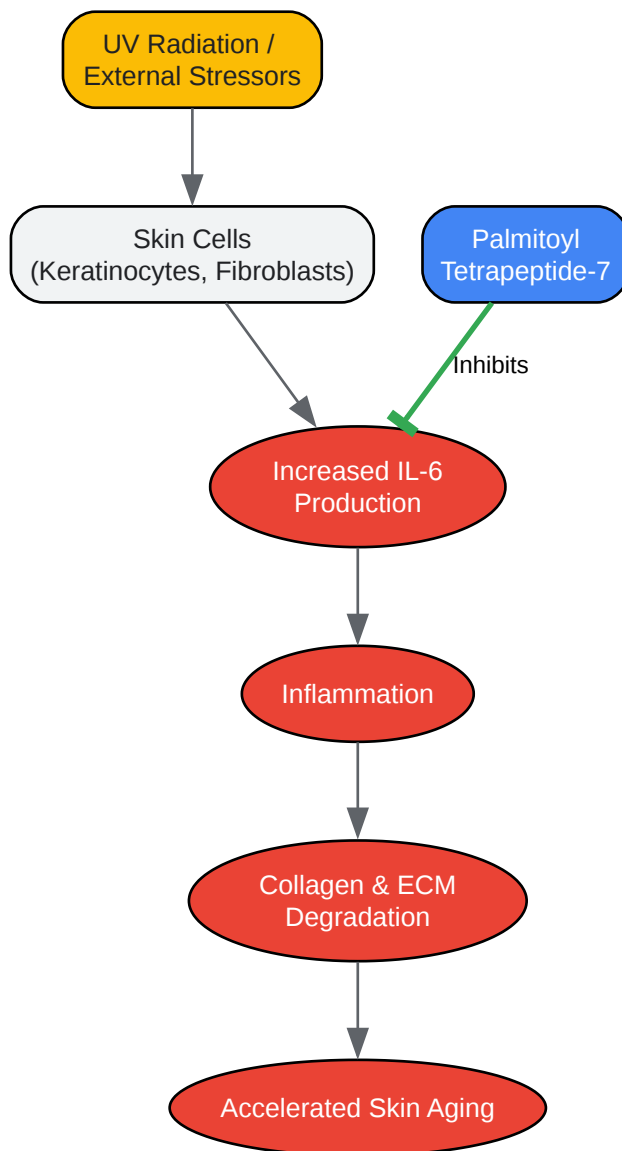 UV Radiation /
External Stressors
Skin Cells
(Keratinocytes, Fibroblasts)
Palmitoyl
Tetrapeptide-7
Inhibits
Increased IL-6
Production
Inflammation
Collagen & ECM
Degradation
Accelerated Skin Aging